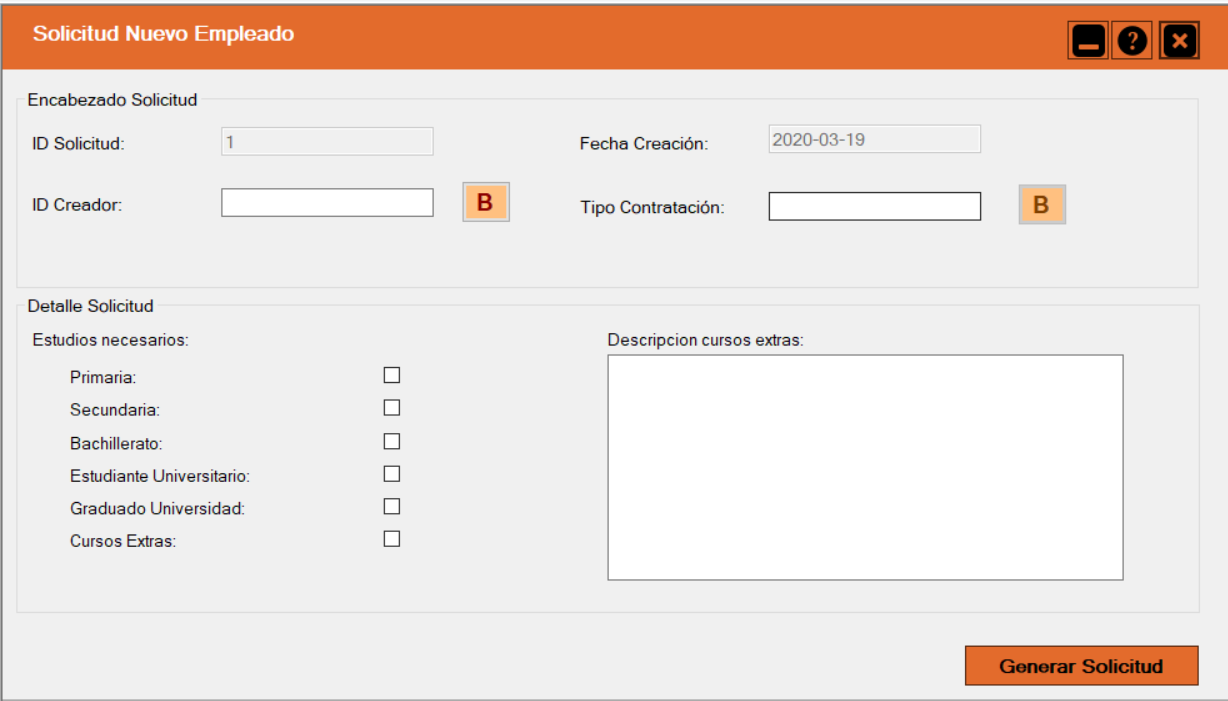 Solicitud Nuevo Empleado
?
Encabezado Solicitud
ID Solicitud: 1 Fecha Creación: 2020-03-19
ID Creador: B Tipo Contratación: B
Detalle Solicitud
Estudios necesarios: Descripcion cursos extras:
Primaria:
Secundaria:
Bachillerato:
Estudiante Universitario:
Graduado Universidad:
Cursos Extras:
Generar Solicitud